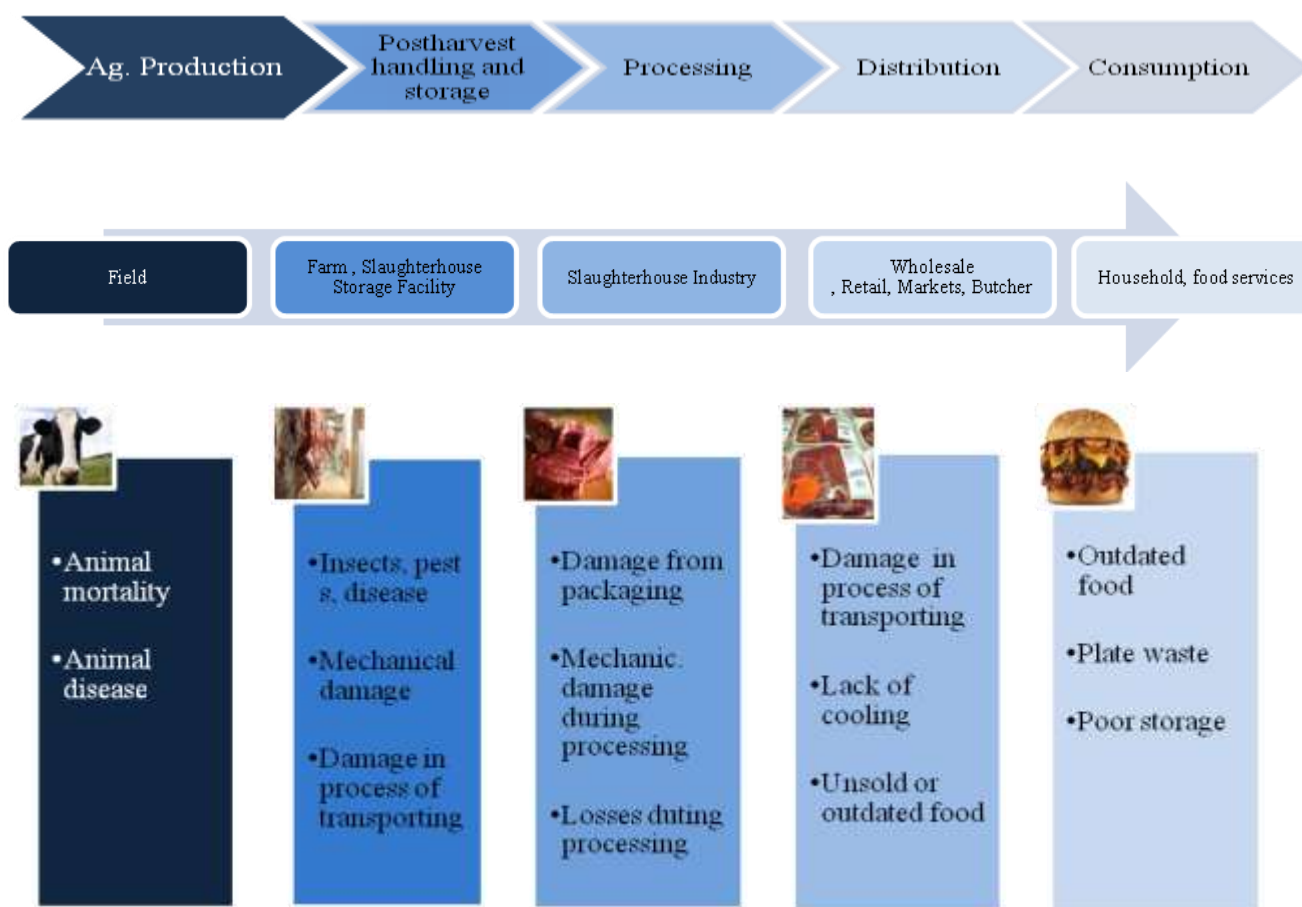 Ag. Production
Postharvest
handling and
storage
Processing
Distribution
Consumption
Field
Farm , Slaughterhouse
Storage Facility
Slaughterhouse Industry
Wholesale
, Retail, Markets, Butcher
Household, food services
•Animal
mortality
•Animal
disease
•Insects, pest
s, disease
•Mechanical
damage
•Damage in
process of
transporting
•Damage from
packaging
•Mechanic.
damage
during
processing
•Losses duting
processing
•Damage in
process of
transporting
•Lack of
cooling
•Unsold or
outdated food
•Outdated
food
•Plate waste
•Poor storage